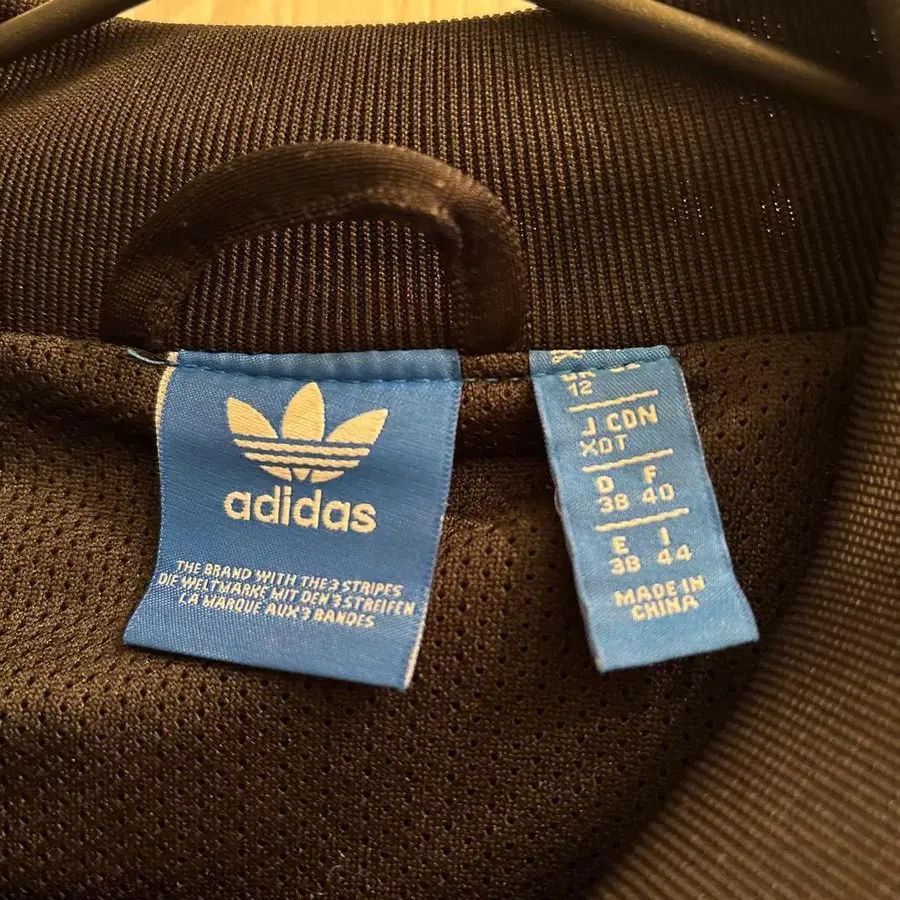 adidas
THE BRAND WITH THE 3 STRIPES
DIE WELTMARKE MIT DEN 3 STREIFEN
LA MARQUE AUX 3 BANDES
12
J CDN
XOT
D F
38 40
E I
38 44
MADE IN
CHINA